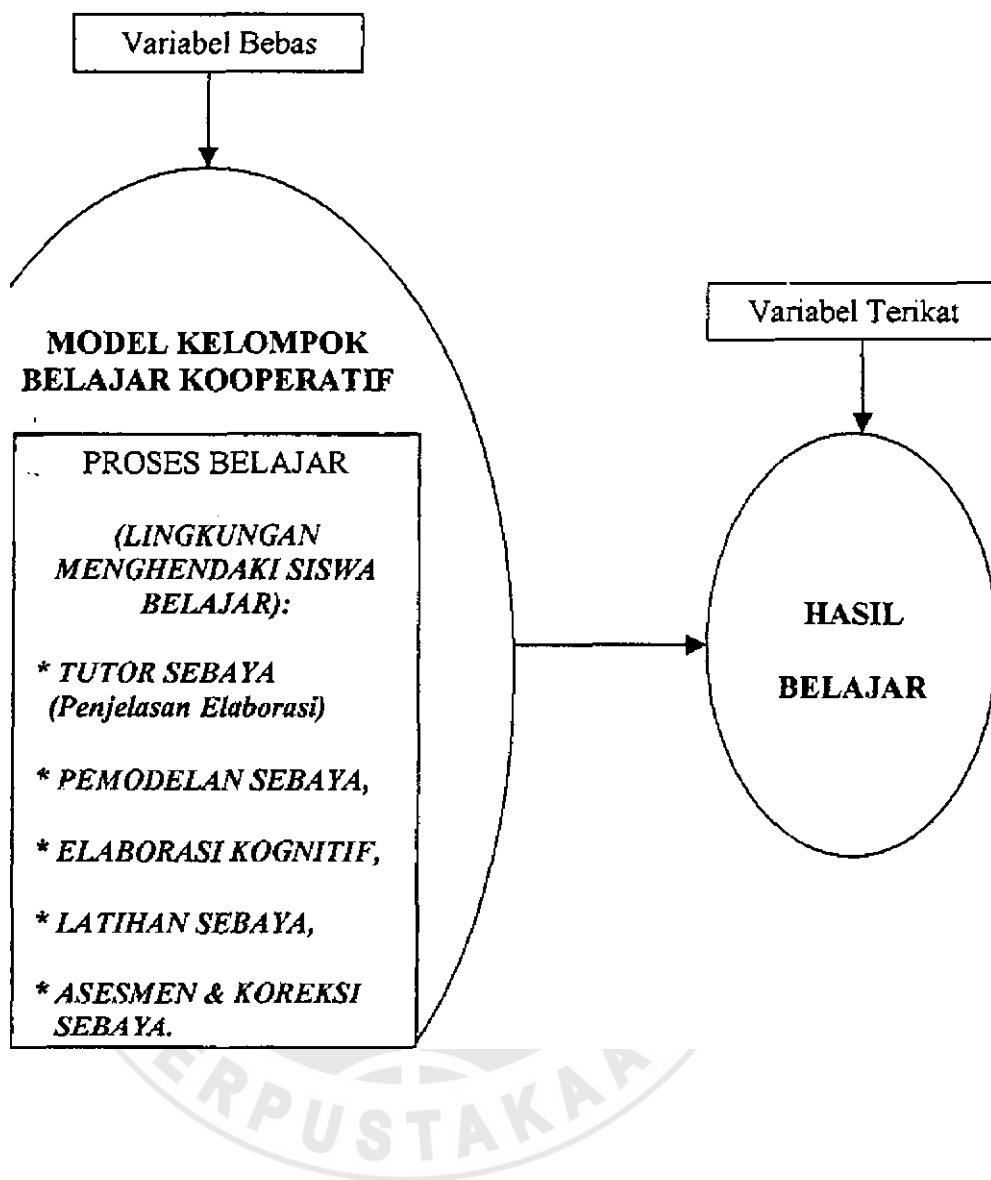 Variabel Bebas
MODEL KELOMPOK
BELAJAR KOOPERATIF
PROSES BELAJAR
(LINGKUNGAN
MENGHENDAKI SISWA
BELAJAR):
* TUTOR SEBAYA
(Penjelasan Elaborasi)
* PEMODELAN SEBAYA,
* ELABORASI KOGNITIF,
* LATIHAN SEBAYA,
* ASESMEN & KOREKSI
SEBAYA.
Variabel Terikat
HASIL
BELAJAR
ERPUSTAKAA